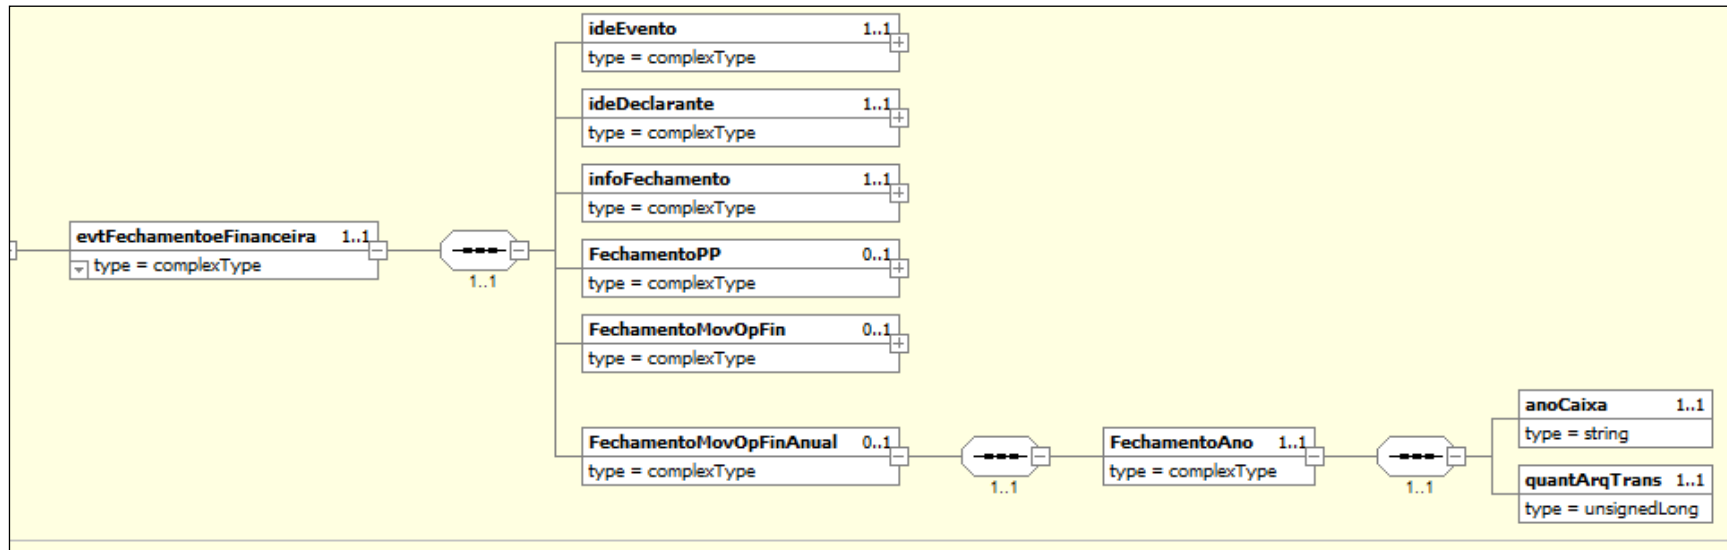 ideEvento 1..1
type = complexType
ideDeclarante 1..1
type = complexType
infoFechamento 1..1
type = complexType
evtFechamentoeFinanceira 1..1
type = complexType
1..1
FechamentoPP 0..1
type = complexType
FechamentoMovOpFin 0..1
type = complexType
FechamentoMovOpFinAnual 0..1
type = complexType
1..1
FechamentoAno 1..1
type = complexType
1..1
anoCaixa 1..1
type = string
quantArqTrans 1..1
type = unsignedLong